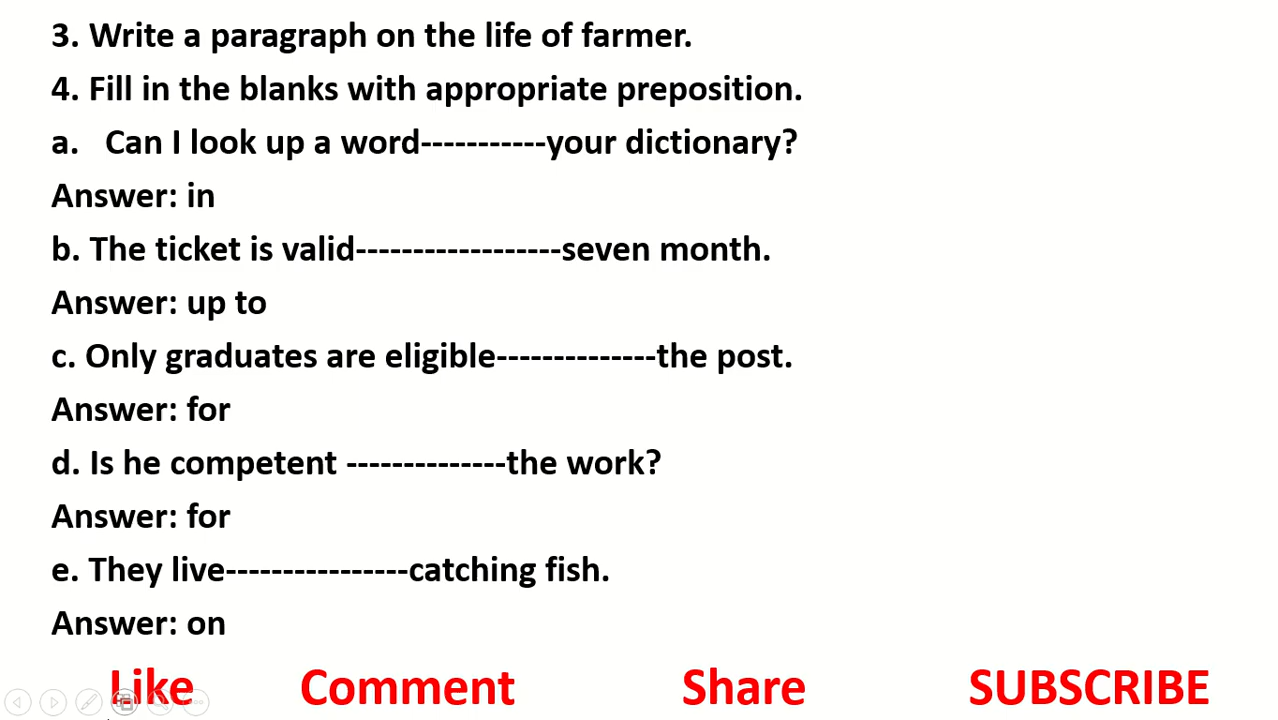 3. Write a paragraph on the life of farmer.
4. Fill in the blanks with appropriate preposition.
a. Can I look up a word-----------your dictionary?
Answer: in
b. The ticket is valid------------------seven month.
Answer: up to
c. Only graduates are eligible--------------the post.
Answer: for
d. Is he competent --------------the work?
Answer: for
e. They live----------------catching fish.
Answer: on
Like Comment Share SUBSCRIBE